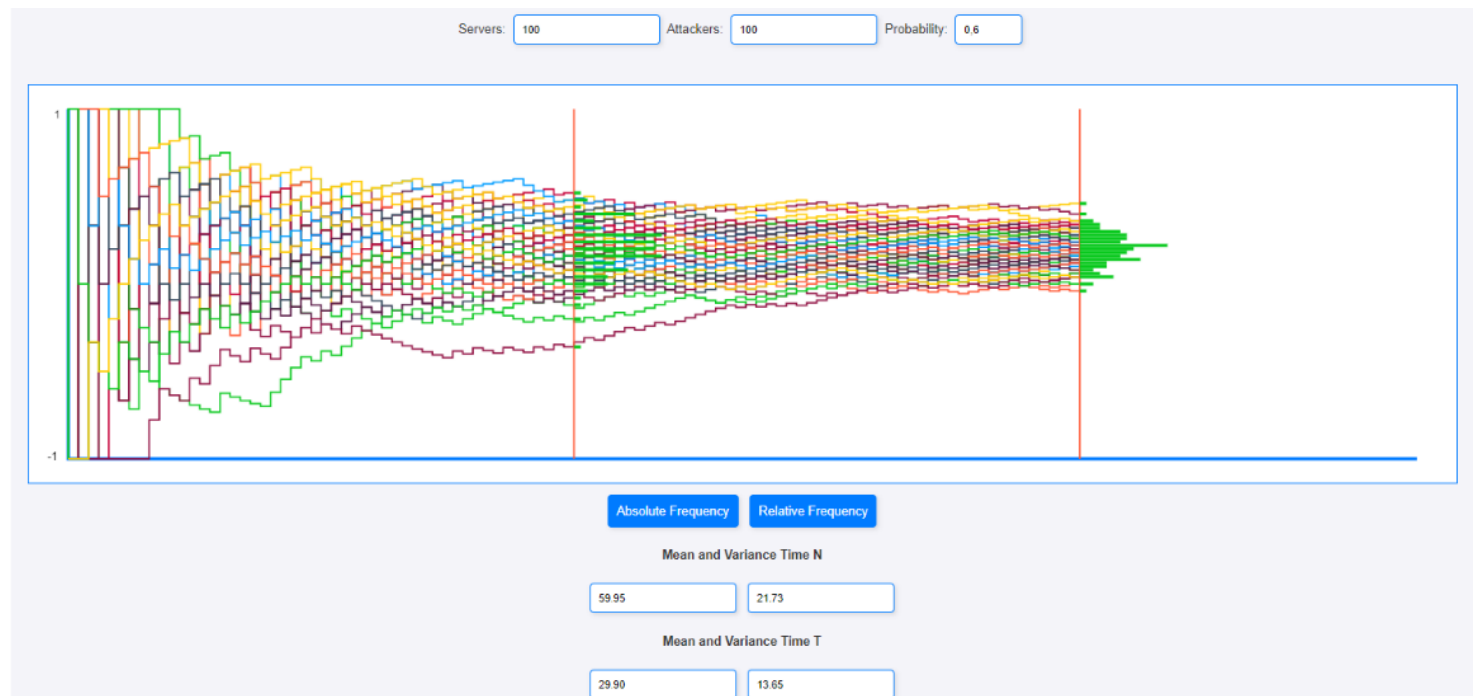 Servers: 100 Attackers: 100 Probability: 0,6
1
-1
Absolute Frequency Relative Frequency
Mean and Variance Time N
59.95 21.73
Mean and Variance Time T
29.90 13.65